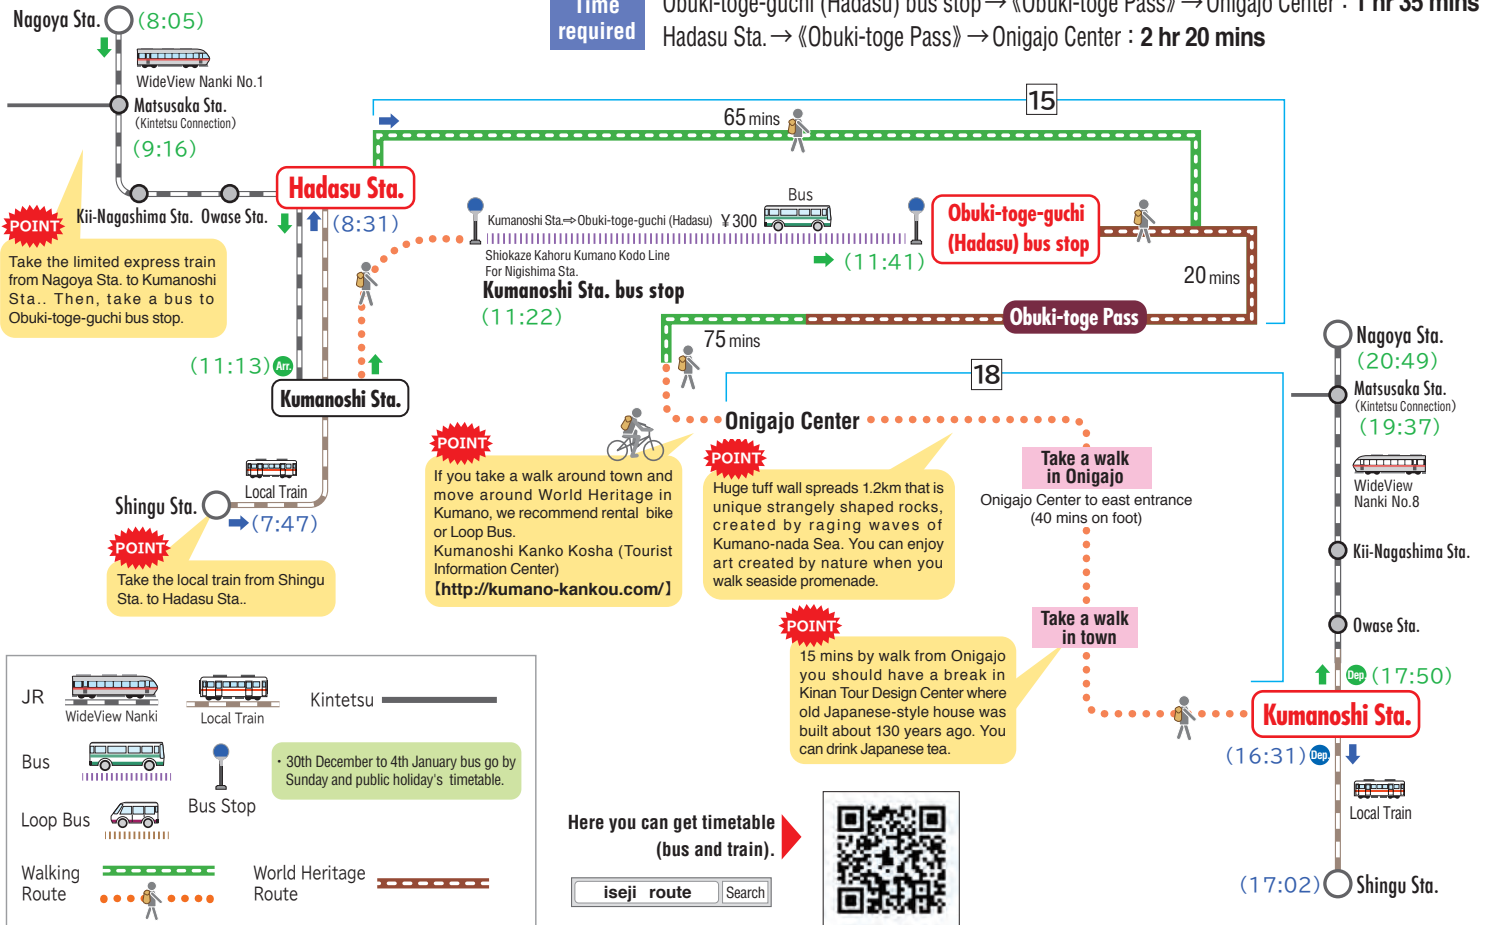 Time
required
Obuki-toge-guchi (Hadasu) bus stop → 《Obuki-toge Pass》 → Onigajo Center : 1 hr 35 mins
Hadasu Sta. → 《Obuki-toge Pass》 → Onigajo Center : 2 hr 20 mins
Nagoya Sta.
(8:05)
WideView Nanki No.1
Matsusaka Sta.
(Kintetsu Connection)
(9:16)
Kii-Nagashima Sta.
Owase Sta.
Hadasu Sta.
(8:31)
POINT
Take the limited express train
from Nagoya Sta. to Kumanoshi
Sta.. Then, take a bus to
Obuki-toge-guchi bus stop.
(11:13)
Arr.
Kumanoshi Sta.
Local Train
Shingu Sta.
(7:47)
POINT
Take the local train from Shingu
Sta. to Hadasu Sta..
15
65 mins
Bus
Kumanoshi Sta.⇒Obuki-toge-guchi (Hadasu) ¥300
Shiokaze Kahoru Kumano Kodo Line
For Nigishima Sta.
Kumanoshi Sta. bus stop
(11:22)
(11:41)
Obuki-toge-guchi
(Hadasu) bus stop
20 mins
Obuki-toge Pass
75 mins
18
Onigajo Center
POINT
If you take a walk around town and
move around World Heritage in
Kumano, we recommend rental bike
or Loop Bus.
Kumanoshi Kanko Kosha (Tourist
Information Center)
【http://kumano-kankou.com/】
POINT
Huge tuff wall spreads 1.2km that is
unique strangely shaped rocks,
created by raging waves of
Kumano-nada Sea. You can enjoy
art created by nature when you
walk seaside promenade.
Take a walk
in Onigajo
Onigajo Center to east entrance
(40 mins on foot)
Take a walk
in town
POINT
15 mins by walk from Onigajo
you should have a break in
Kinan Tour Design Center where
old Japanese-style house was
built about 130 years ago. You
can drink Japanese tea.
Nagoya Sta.
(20:49)
Matsusaka Sta.
(Kintetsu Connection)
(19:37)
WideView
Nanki No.8
Kii-Nagashima Sta.
Owase Sta.
Dep.
(17:50)
Kumanoshi Sta.
(16:31)
Dep.
Local Train
(17:02)
Shingu Sta.
JR
WideView Nanki
Local Train
Kintetsu
Bus
Bus Stop
・30th December to 4th January bus go by
Sunday and public holiday's timetable.
Loop Bus
Walking
Route
World Heritage
Route
Here you can get timetable
(bus and train).
iseji route
Search